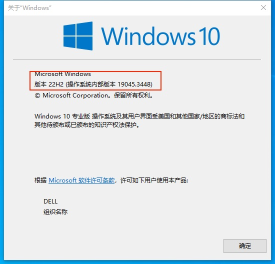 关于"Windows"
Windows 10
Microsoft Windows
版本 22H2 (操作系统内部版本 19045.3448)
© Microsoft Corporation。保留所有权利。
Windows 10 专业版 操作系统及其用户界面受美国和其他国家/地区的商标法和
其他待颁布或已颁布的知识产权法保护。
根据 Microsoft 软件许可条款，许可如下用户使用本产品:
DELL
组织名称
确定